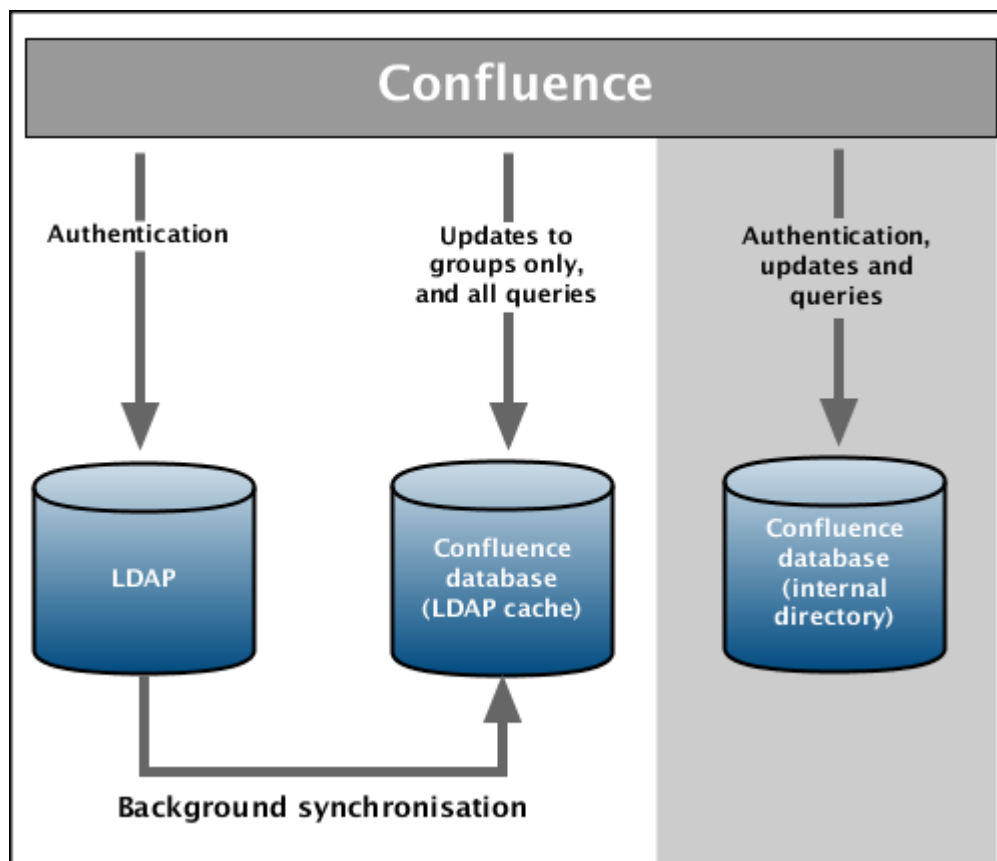 Confluence
Authentication
Updates to
groups only,
and all queries
Authentication,
updates and
queries
LDAP
Confluence
database
(LDAP cache)
Confluence
database
(internal
directory)
Background synchronisation